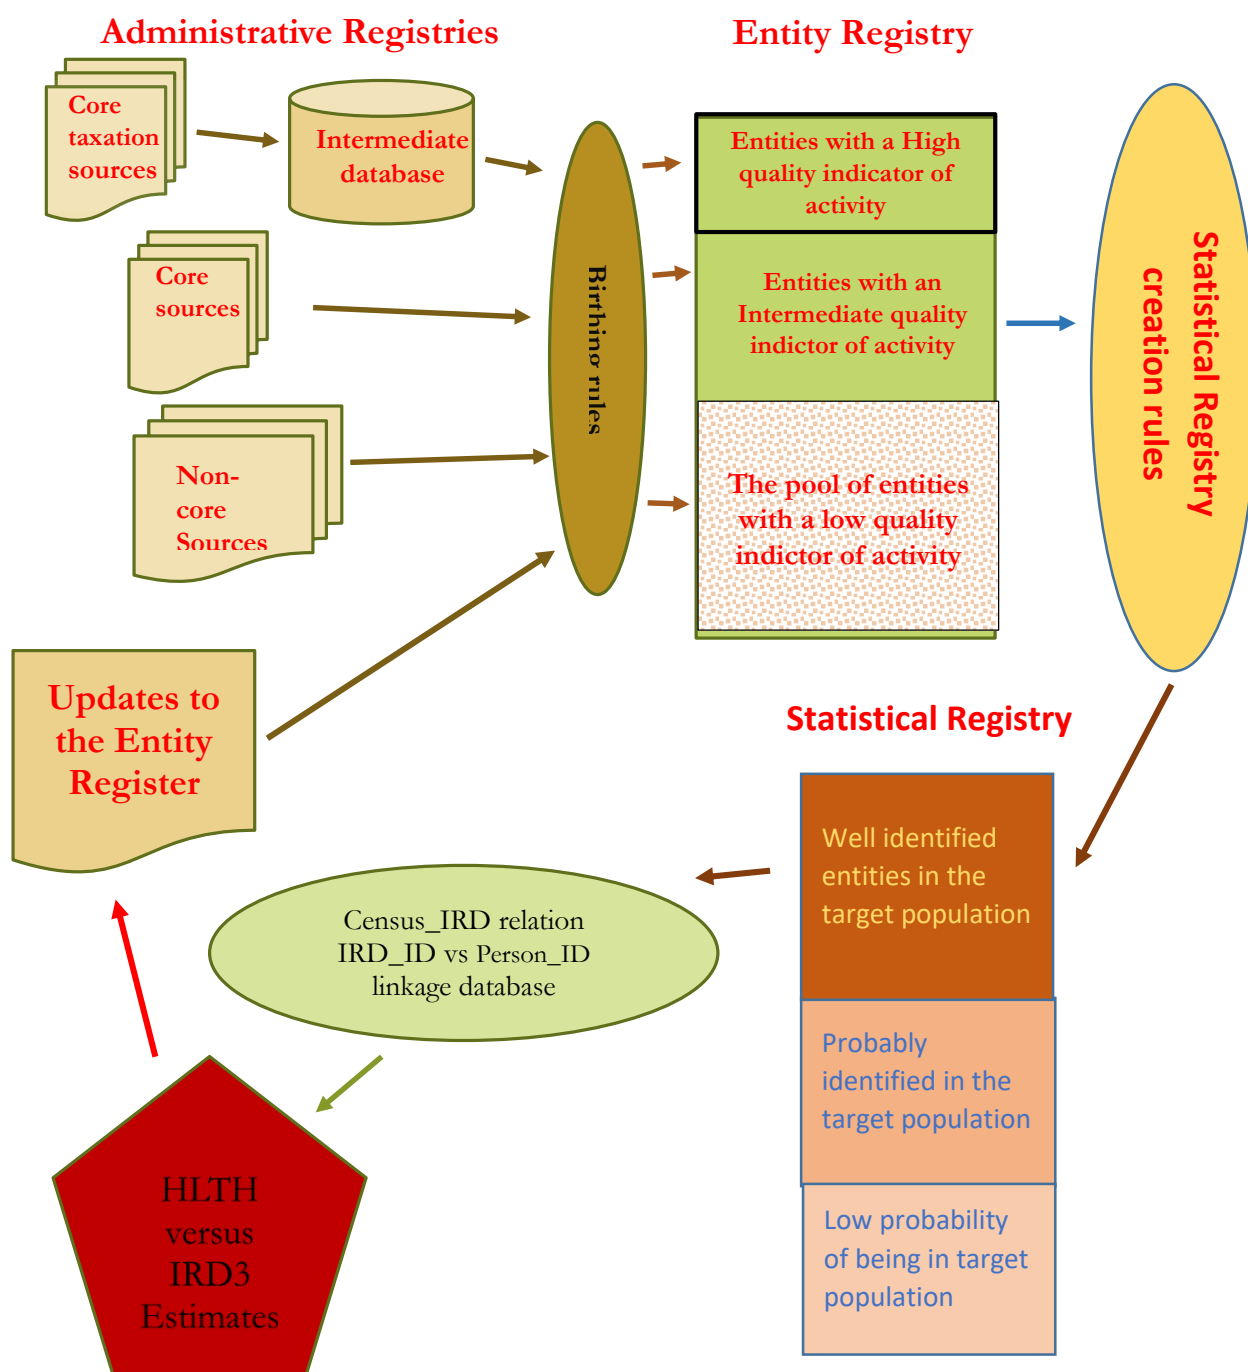 Administrative Registries
Entity Registry
Core
taxation
sources
Intermediate
database
Core
sources
Non-
core
Sources
Birthing rules
Entities with a High
quality indicator of
activity
Entities with an
Intermediate quality
indictor of activity
The pool of entities
with a low quality
indictor of activity
Statistical Registry
creation rules
Updates to
the Entity
Register
Statistical Registry
Well identified
entities in the
target population
Probably
identified in the
target population
Low probability
of being in target
population
Census_IRD relation
IRD_ID vs Person_ID
linkage database
HLTH
versus
IRD3
Estimates